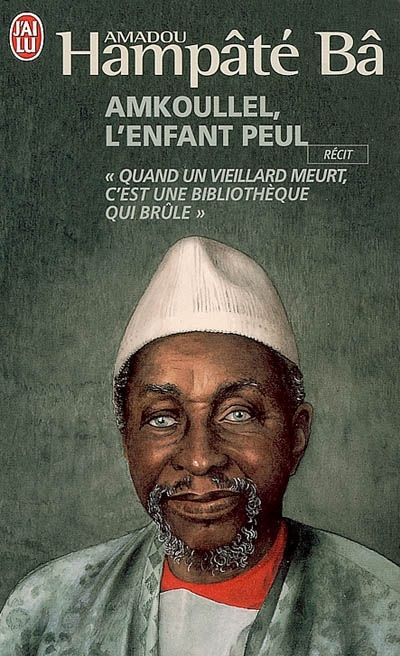 J'AI
LU
AMADOU
Hampâté Bâ
AMKOULLEL,
L'ENFANT PEUL
RÉCIT
« QUAND UN VIEILLARD MEURT,
C'EST UNE BIBLIOTHÈQUE
QUI BRÛLE »